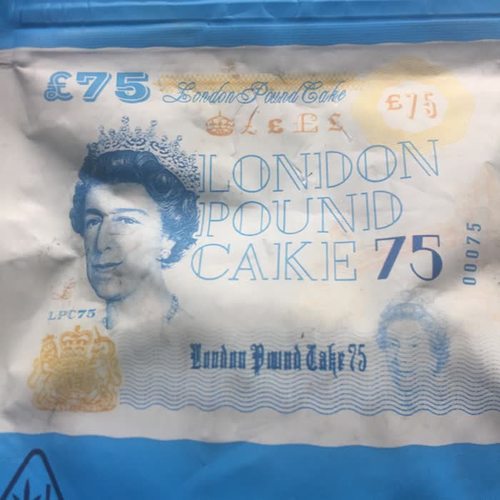 £75 London Pound Cake £75
£ £ £ £
LONDON
POUND
CAKE 75
00075
£
LPC75
London Pound Cake 75